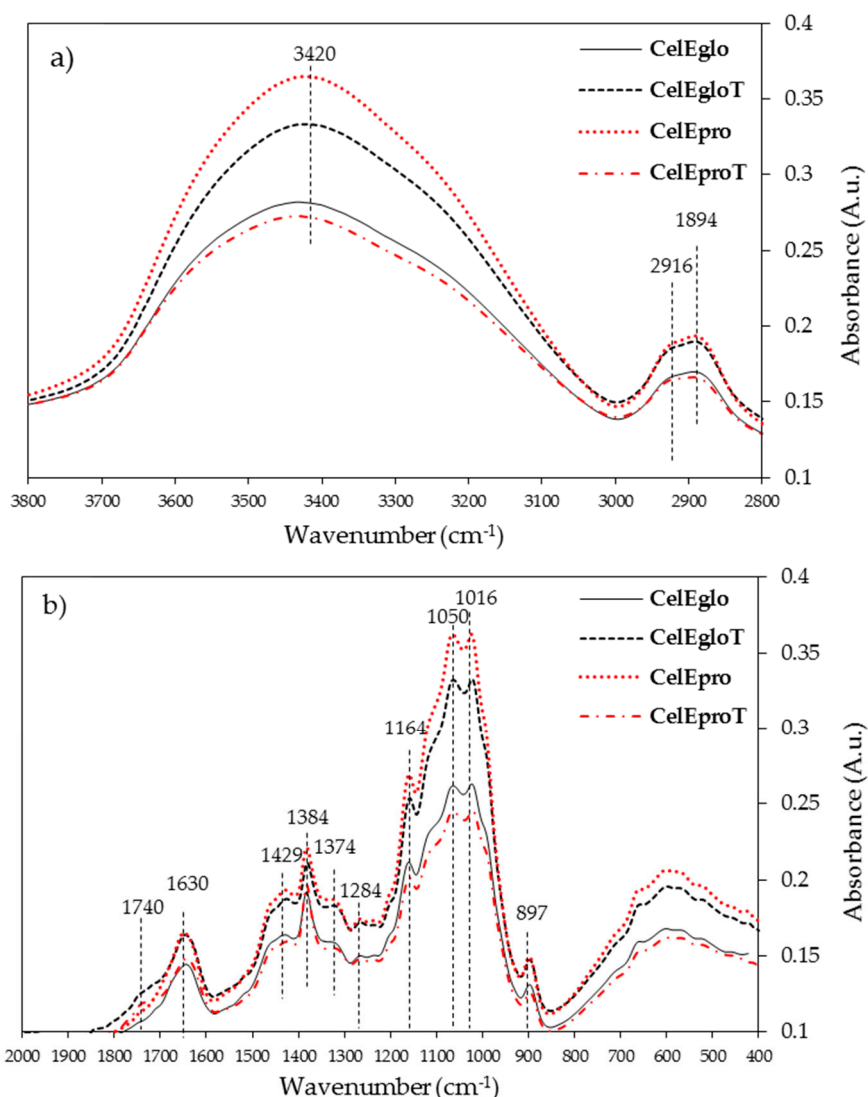 a)
3420
CelEglo
CelEgloT
CelEpro
CelEproT
2916
1894
0.4
0.35
0.3
0.25
0.2
0.15
0.1
Absorbance (A.u.)
3800 3700 3600 3500 3400 3300 3200 3100 3000 2900 2800
Wavenumber (cm-1)
b)
1740
1630
1429
1384
1374
1284
1164
1050
1016
897
CelEglo
CelEgloT
CelEpro
CelEproT
0.4
0.35
0.3
0.25
0.2
0.15
0.1
Absorbance (A.u.)
2000 1900 1800 1700 1600 1500 1400 1300 1200 1100 1000 900 800 700 600 500 400
Wavenumber (cm-1)